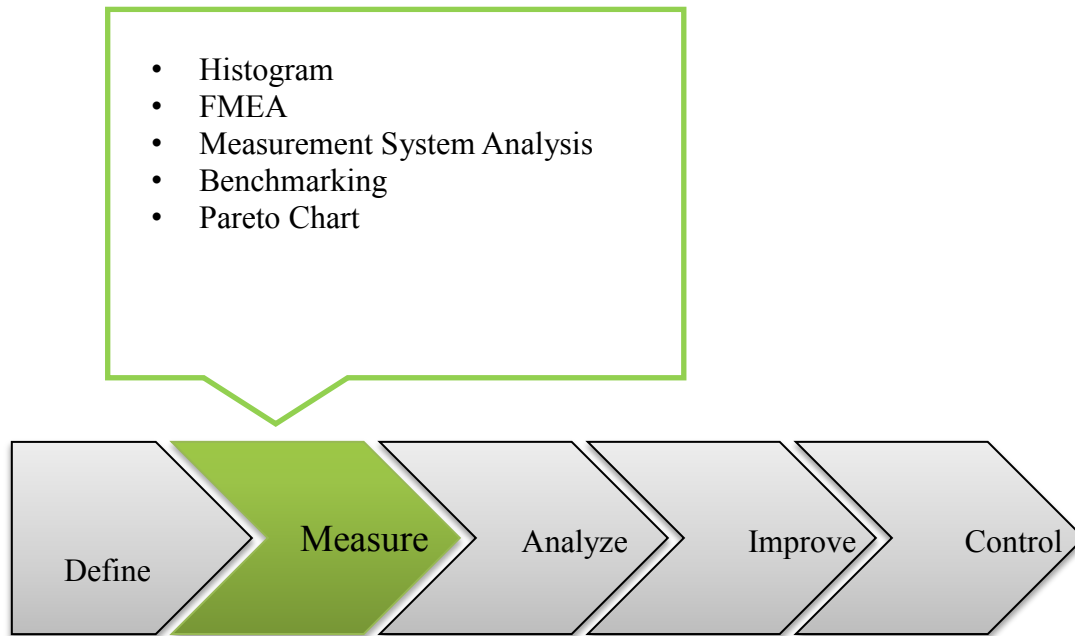 • Histogram
• FMEA
• Measurement System Analysis
• Benchmarking
• Pareto Chart
Define
Measure
Analyze
Improve
Control